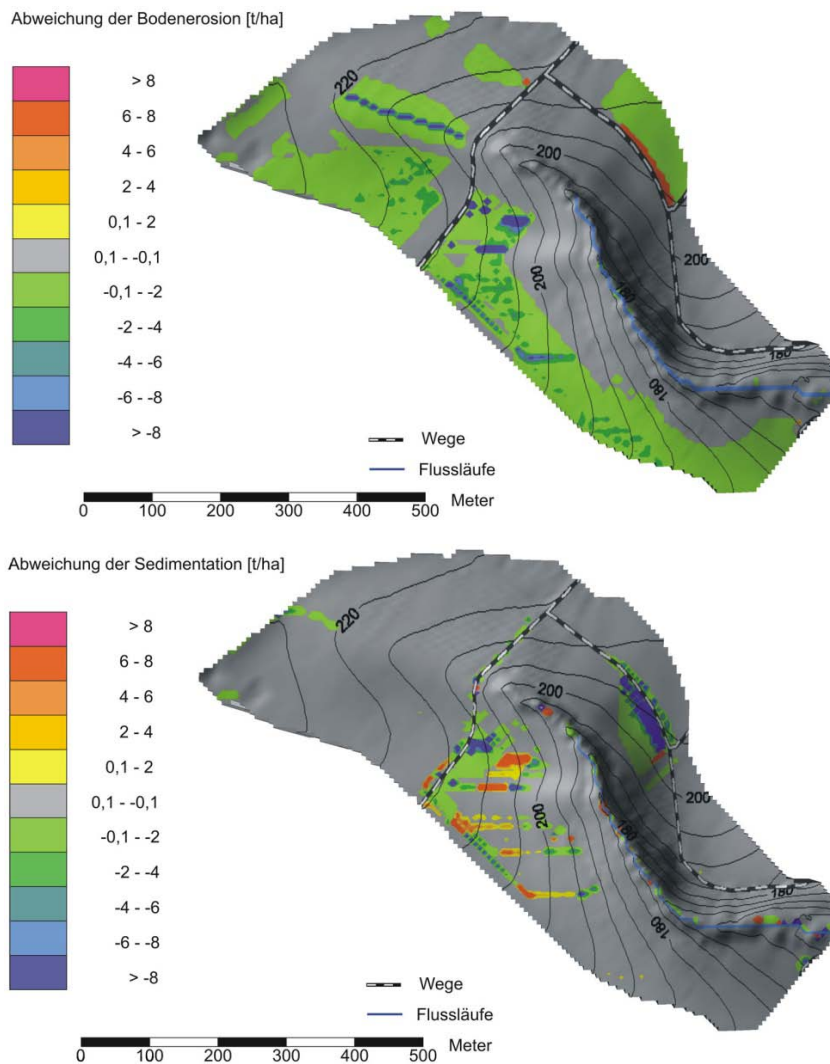 Abweichung der Bodenerosion [t/ha]
> 8
6 - 8
4 - 6
2 - 4
0,1 - 2
0,1 - -0,1
-0,1 - -2
-2 - -4
-4 - -6
-6 - -8
> -8
220
200
200
200
180
180
180
Wege
Flussläufe
Meter
0 100 200 300 400 500
Abweichung der Sedimentation [t/ha]
> 8
6 - 8
4 - 6
2 - 4
0,1 - 2
0,1 - -0,1
-0,1 - -2
-2 - -4
-4 - -6
-6 - -8
> -8
220
200
200
200
180
180
180
Wege
Flussläufe
Meter
0 100 200 300 400 500